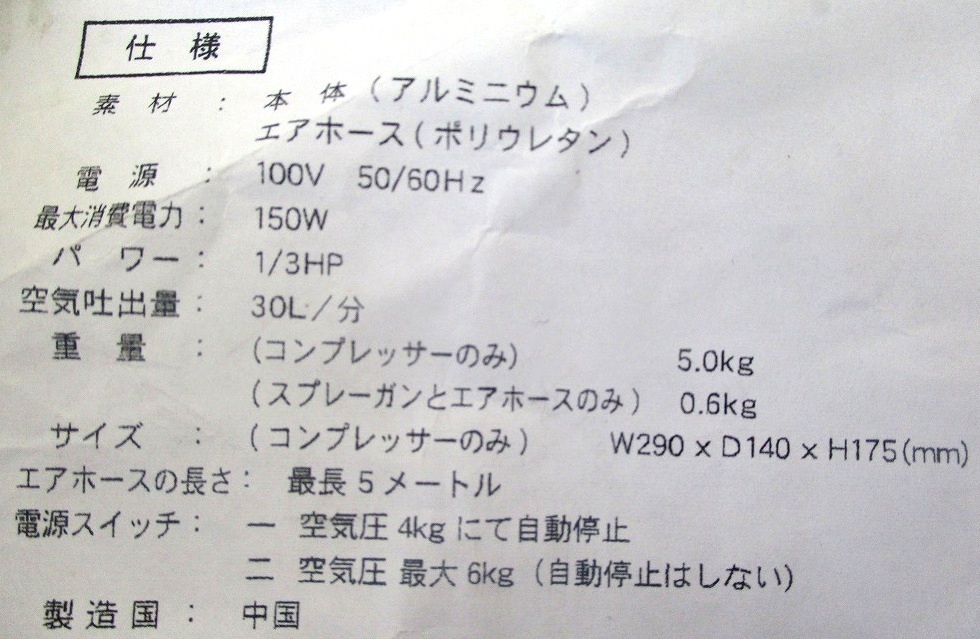 仕様
素材 : 本体（アルミニウム）
エアホース(ポリウレタン)
電源 : 100V 50/60Hz
最大消費電力 : 150W
パワー : 1/3HP
空気吐出量 : 30L／分
重量 : (コンプレッサーのみ) 5.0kg
(スプレーガンとエアホースのみ) 0.6kg
サイズ : (コンプレッサーのみ) W290 x D140 x H175(mm)
エアホースの長さ : 最長 5 メートル
電源スイッチ : 一 空気圧 4kg にて自動停止
二 空気圧 最大 6kg (自動停止はしない)
製造国 : 中国